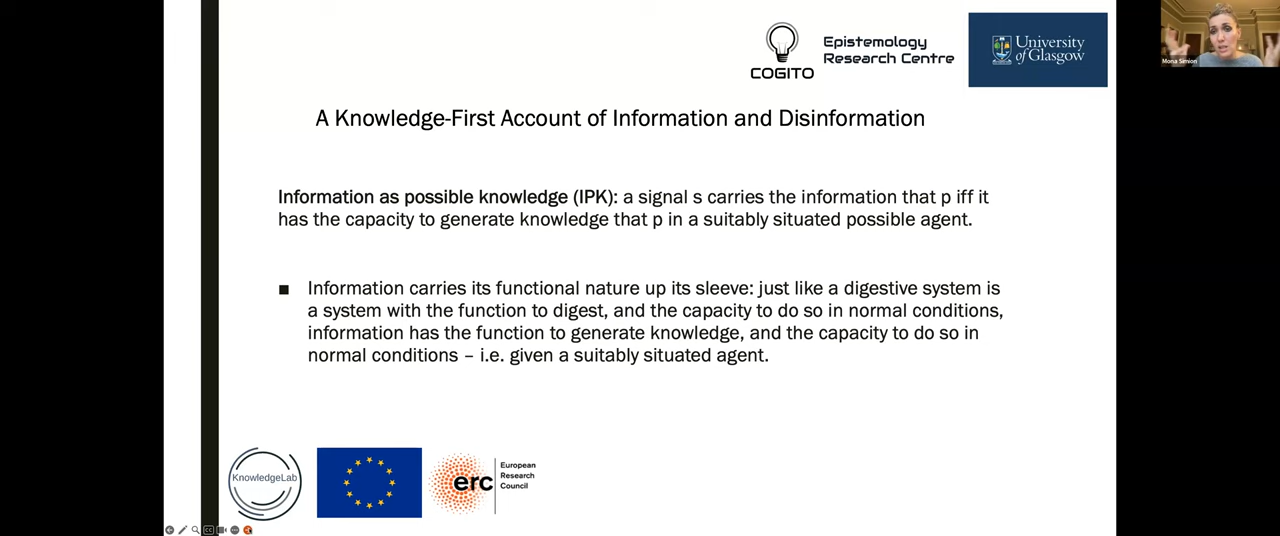 COGITO
Epistemology
Research Centre
University
of Glasgow
Mona Simion
A Knowledge-First Account of Information and Disinformation
Information as possible knowledge (IPK): a signal s carries the information that p iff it
has the capacity to generate knowledge that p in a suitably situated possible agent.
■ Information carries its functional nature up its sleeve: just like a digestive system is
a system with the function to digest, and the capacity to do so in normal conditions,
information has the function to generate knowledge, and the capacity to do so in
normal conditions – i.e. given a suitably situated agent.
KnowledgeLab
erc
European
Research
Council